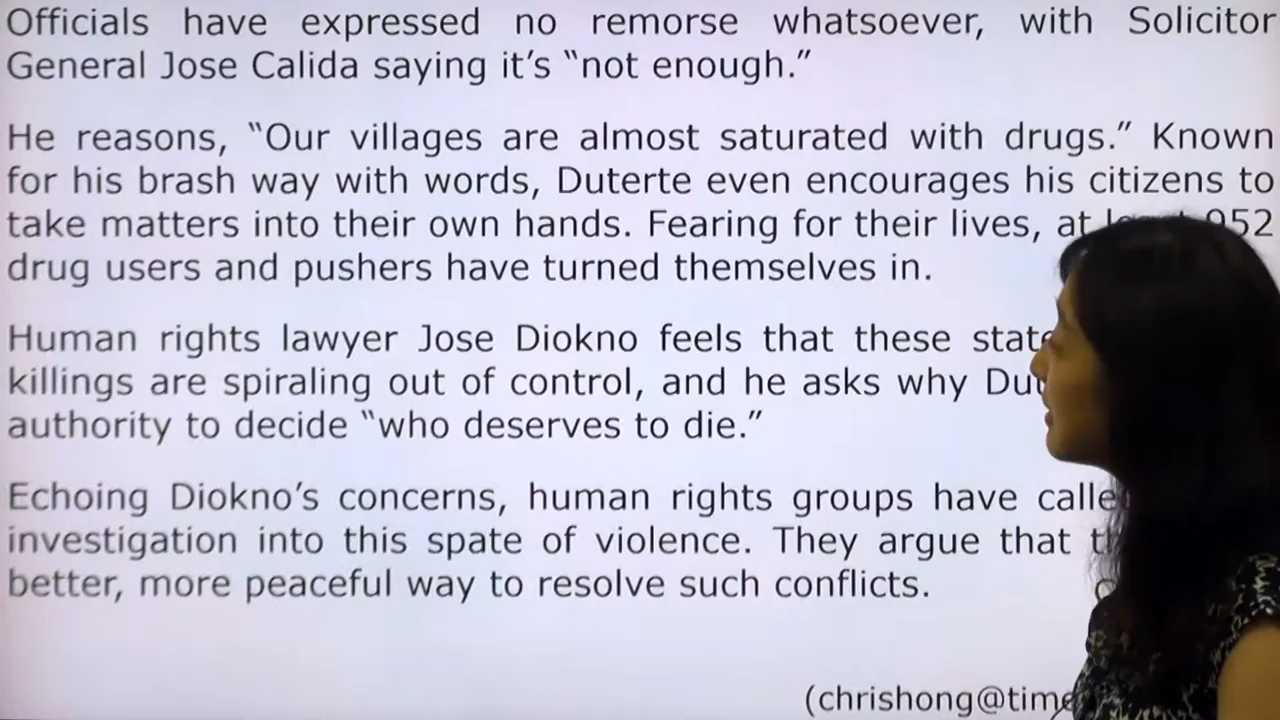 Officials have expressed no remorse whatsoever, with Solicitor
General Jose Calida saying it’s “not enough.”
He reasons, “Our villages are almost saturated with drugs.” Known
for his brash way with words, Duterte even encourages his citizens to
take matters into their own hands. Fearing for their lives, at 952
drug users and pushers have turned themselves in.
Human rights lawyer Jose Diokno feels that these
killings are spiraling out of control, and he asks why
authority to decide “who deserves to die.”
Echoing Diokno’s concerns, human rights groups have
investigation into this spate of violence. They argue that
better, more peaceful way to resolve such conflicts.